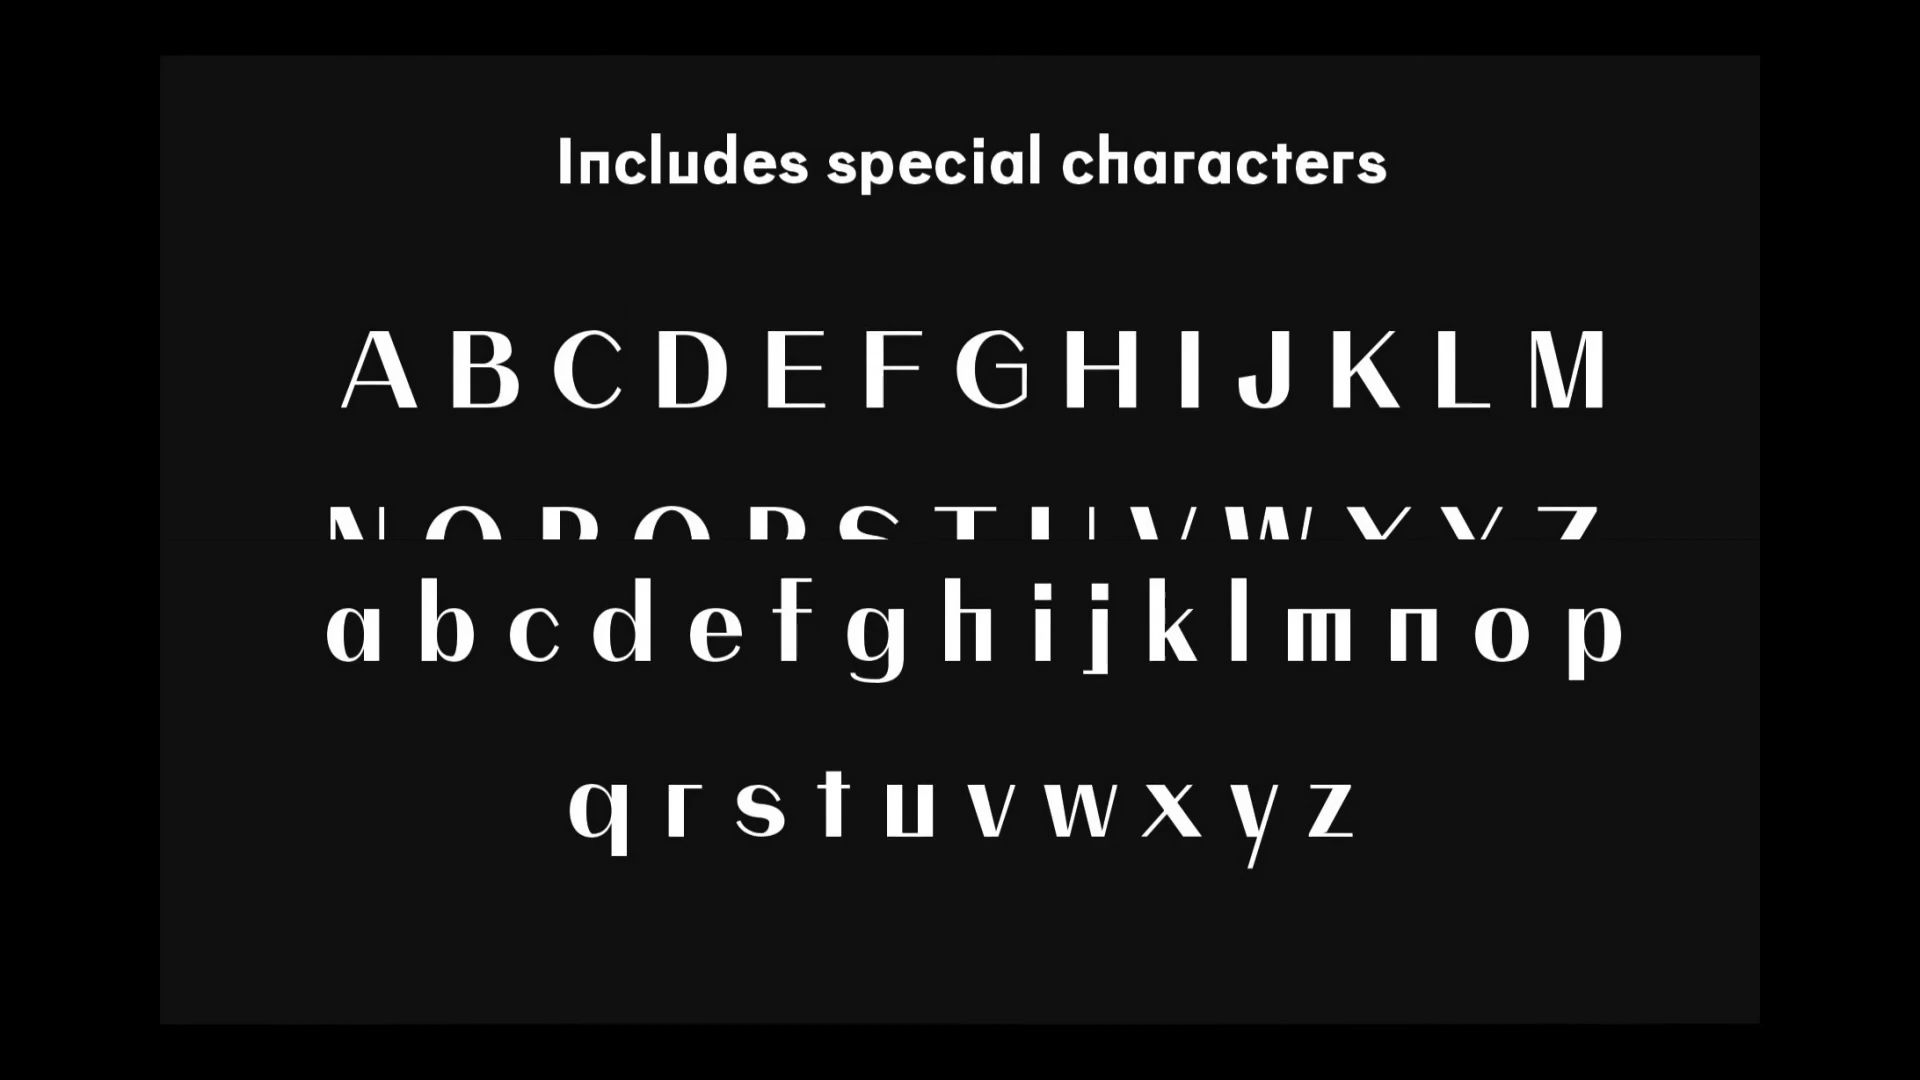 Includes special characters
A B C D E F G H I J K L M
N O P Q R S T U V W X Y Z
a b c d e f g h i j k l m n o p
q r s t u v w x y z